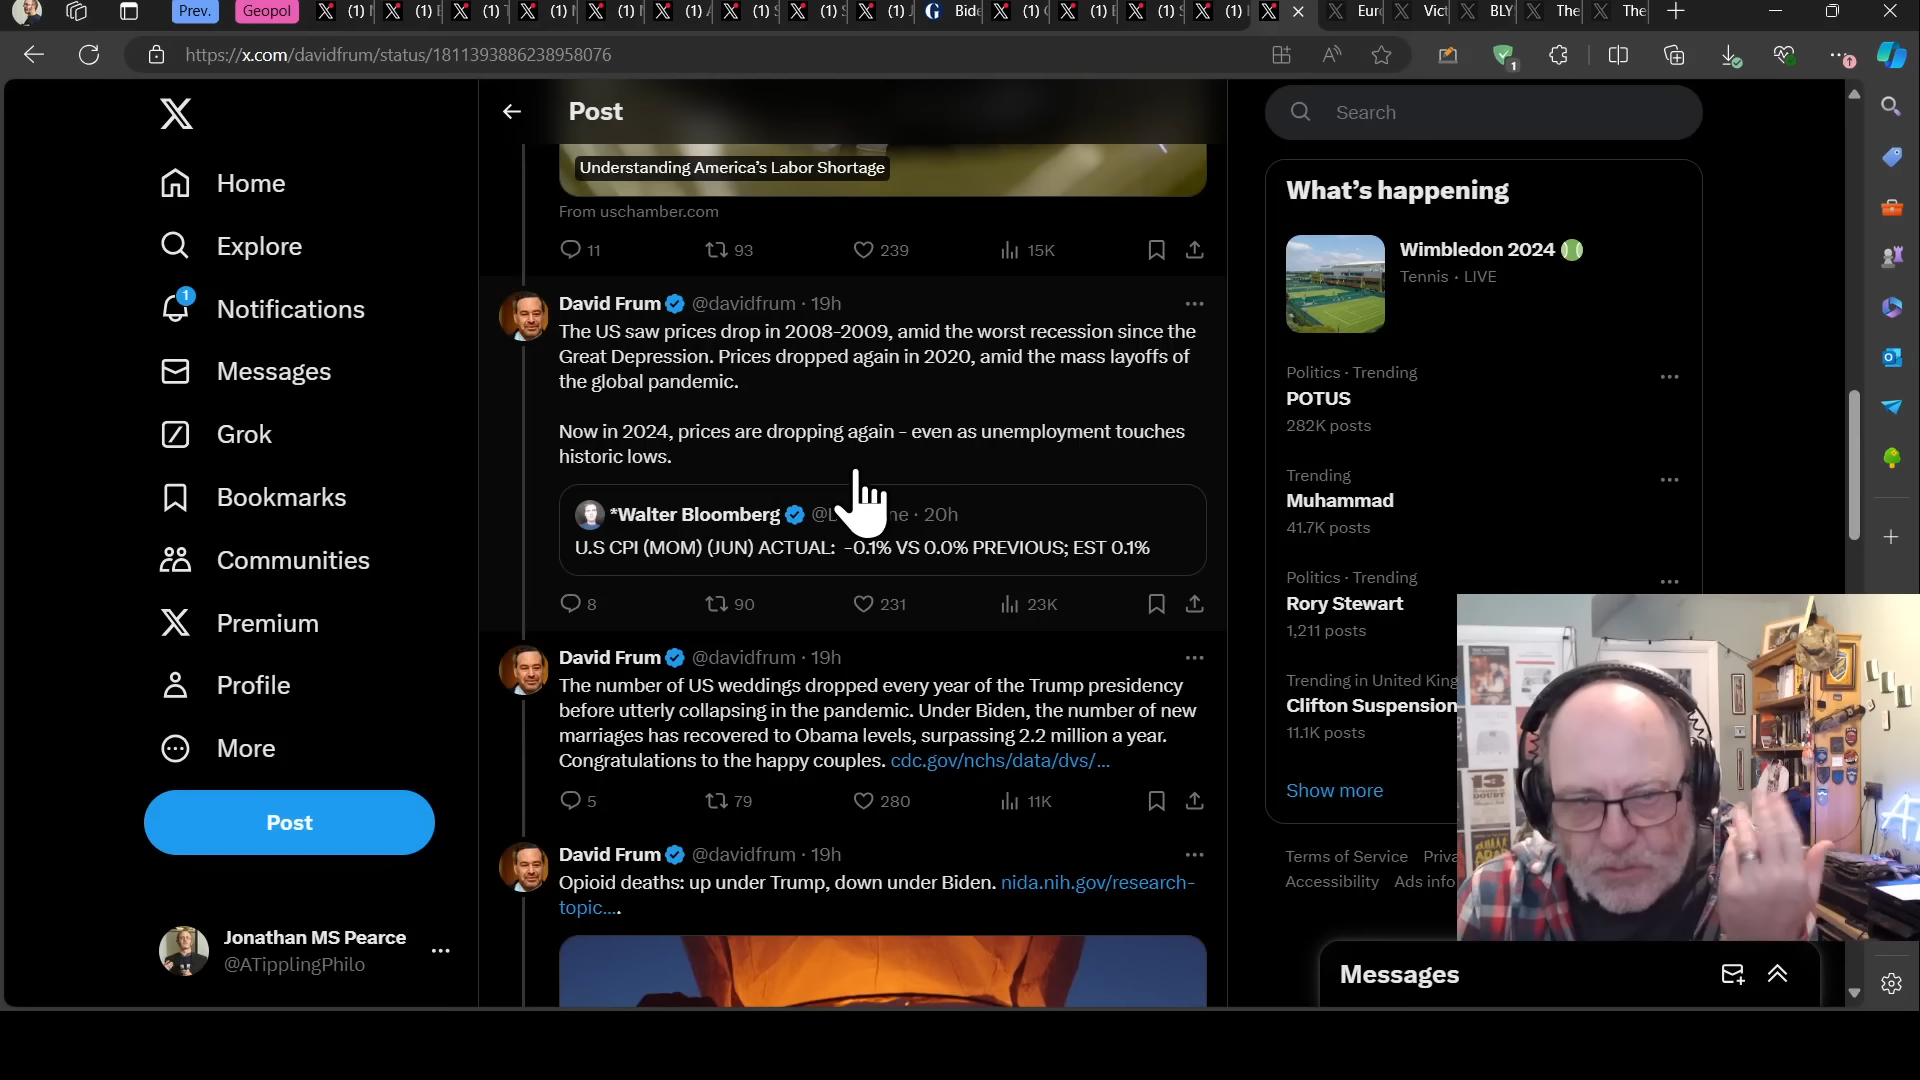 Prev.
Geopol
https://x.com/davidfrum/status/1811393886238958076
Home
Explore
1
Notifications
Messages
Grok
Bookmarks
Communities
Premium
Profile
More
Post
Jonathan MS Pearce
@ATipplingPhilo
Post
Understanding America's Labor Shortage
From uschamber.com
11 93 239 15K
David Frum @davidfrum · 19h
The US saw prices drop in 2008-2009, amid the worst recession since the
Great Depression. Prices dropped again in 2020, amid the mass layoffs of
the global pandemic.
Now in 2024, prices are dropping again - even as unemployment touches
historic lows.
*Walter Bloomberg · 20h
U.S CPI (MOM) (JUN) ACTUAL: -0.1% VS 0.0% PREVIOUS; EST 0.1%
8 90 231 23K
David Frum @davidfrum · 19h
The number of US weddings dropped every year of the Trump presidency
before utterly collapsing in the pandemic. Under Biden, the number of new
marriages has recovered to Obama levels, surpassing 2.2 million a year.
Congratulations to the happy couples. cdc.gov/nchs/data/dvs/...
5 79 280 11K
David Frum @davidfrum · 19h
Opioid deaths: up under Trump, down under Biden. nida.nih.gov/research-
topic....
Search
What's happening
Wimbledon 2024
Tennis · LIVE
Politics · Trending
POTUS
282K posts
Trending
Muhammad
41.7K posts
Politics · Trending
Rory Stewart
1,211 posts
Trending in United King
Clifton Suspension
11.1K posts
Show more
Terms of Service
Accessibility Ads info
Messages